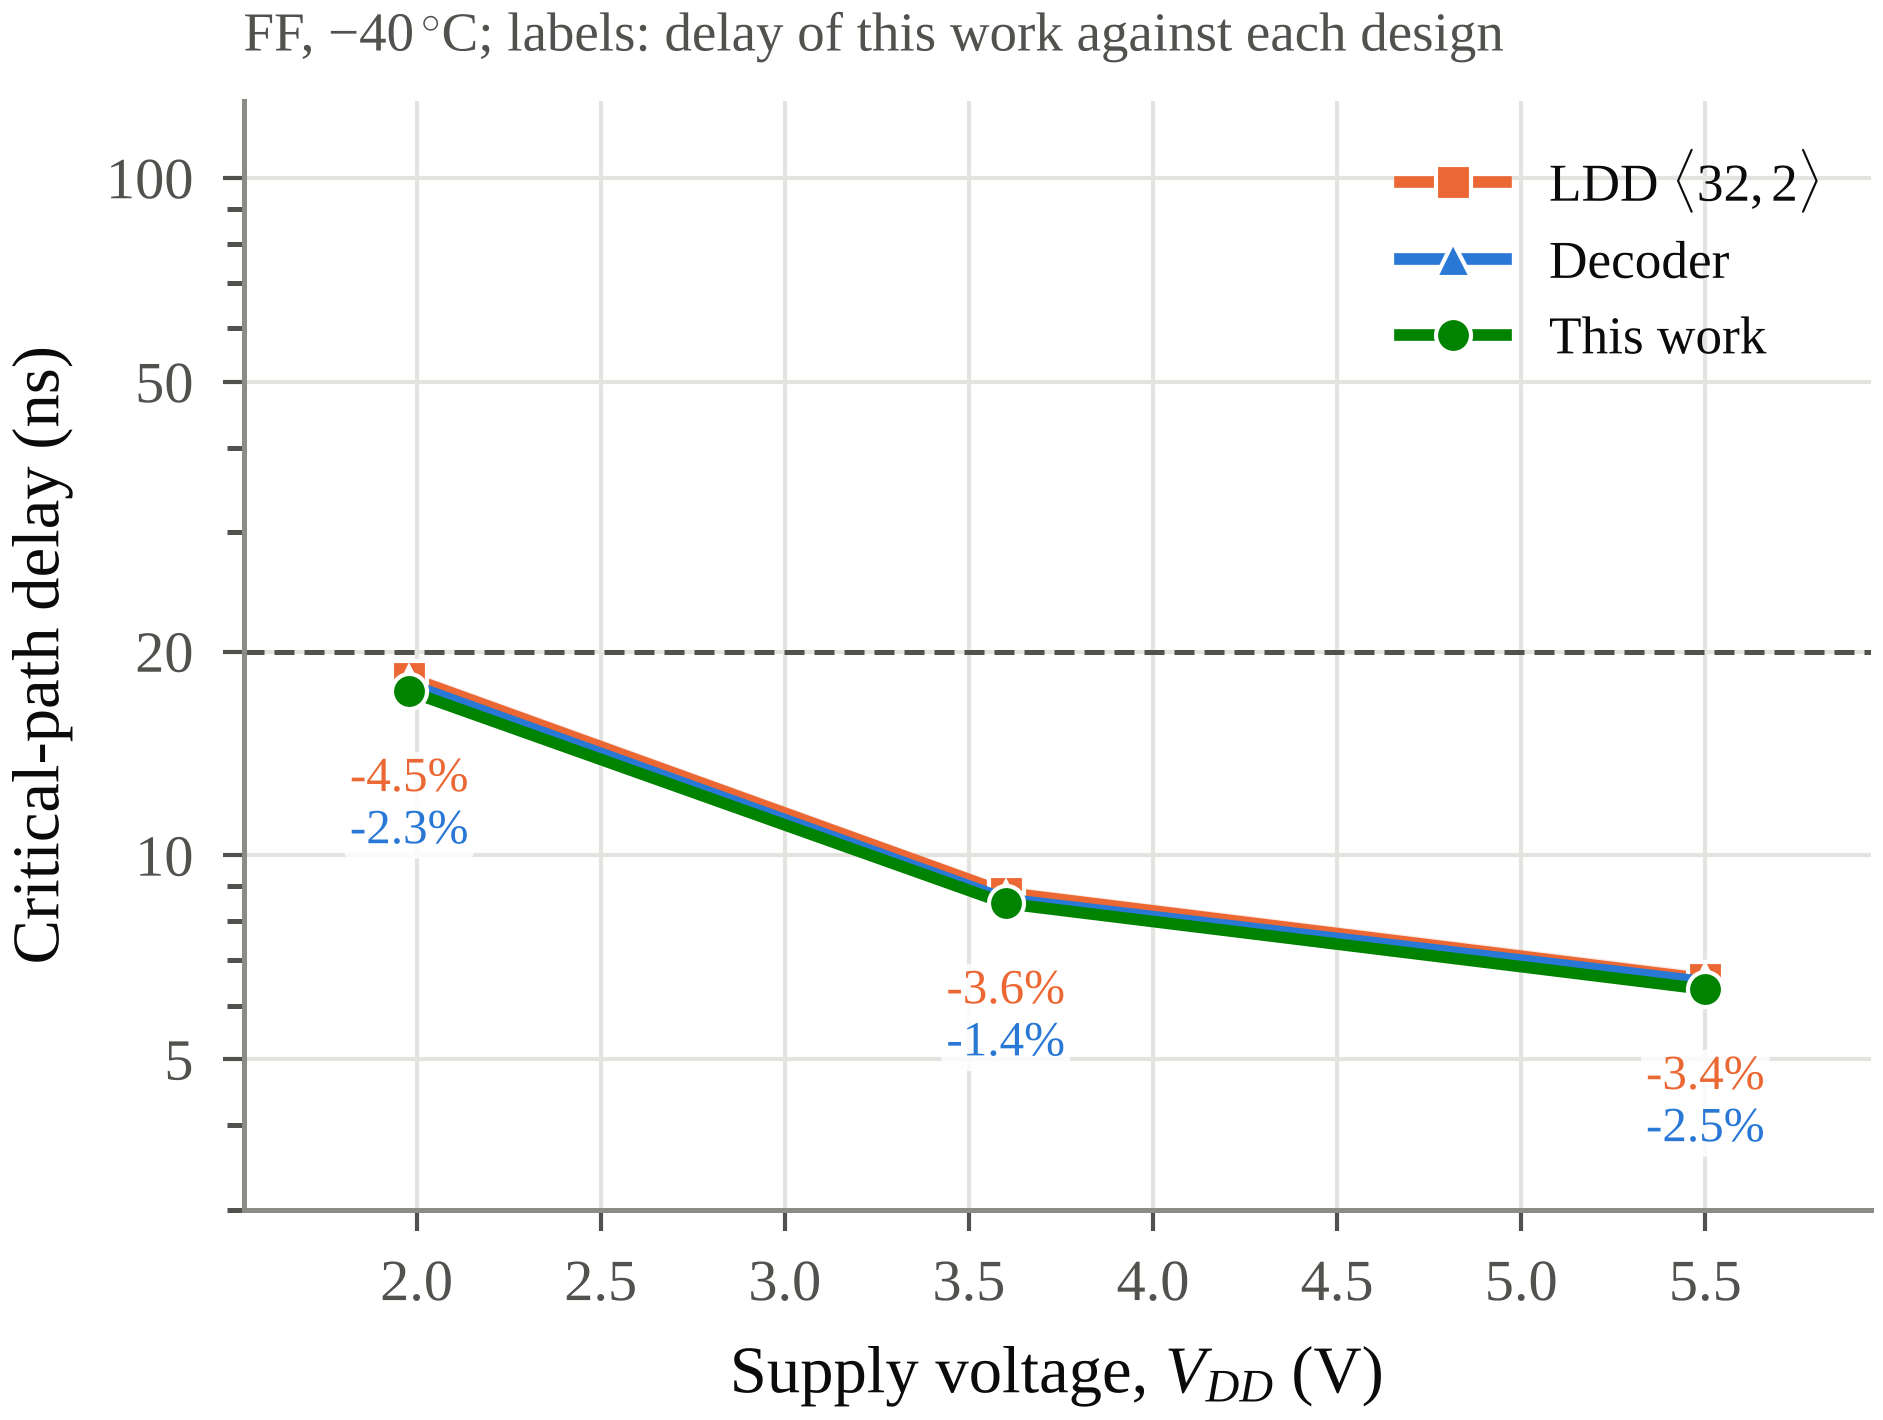 FF, −40 °C; labels: delay of this work against each design
LDD ⟨32, 2⟩
Decoder
This work
Critical-path delay (ns)
100
50
20
10
5
-4.5%
-2.3%
-3.6%
-1.4%
-3.4%
-2.5%
2.0 2.5 3.0 3.5 4.0 4.5 5.0 5.5
Supply voltage, V_DD (V)